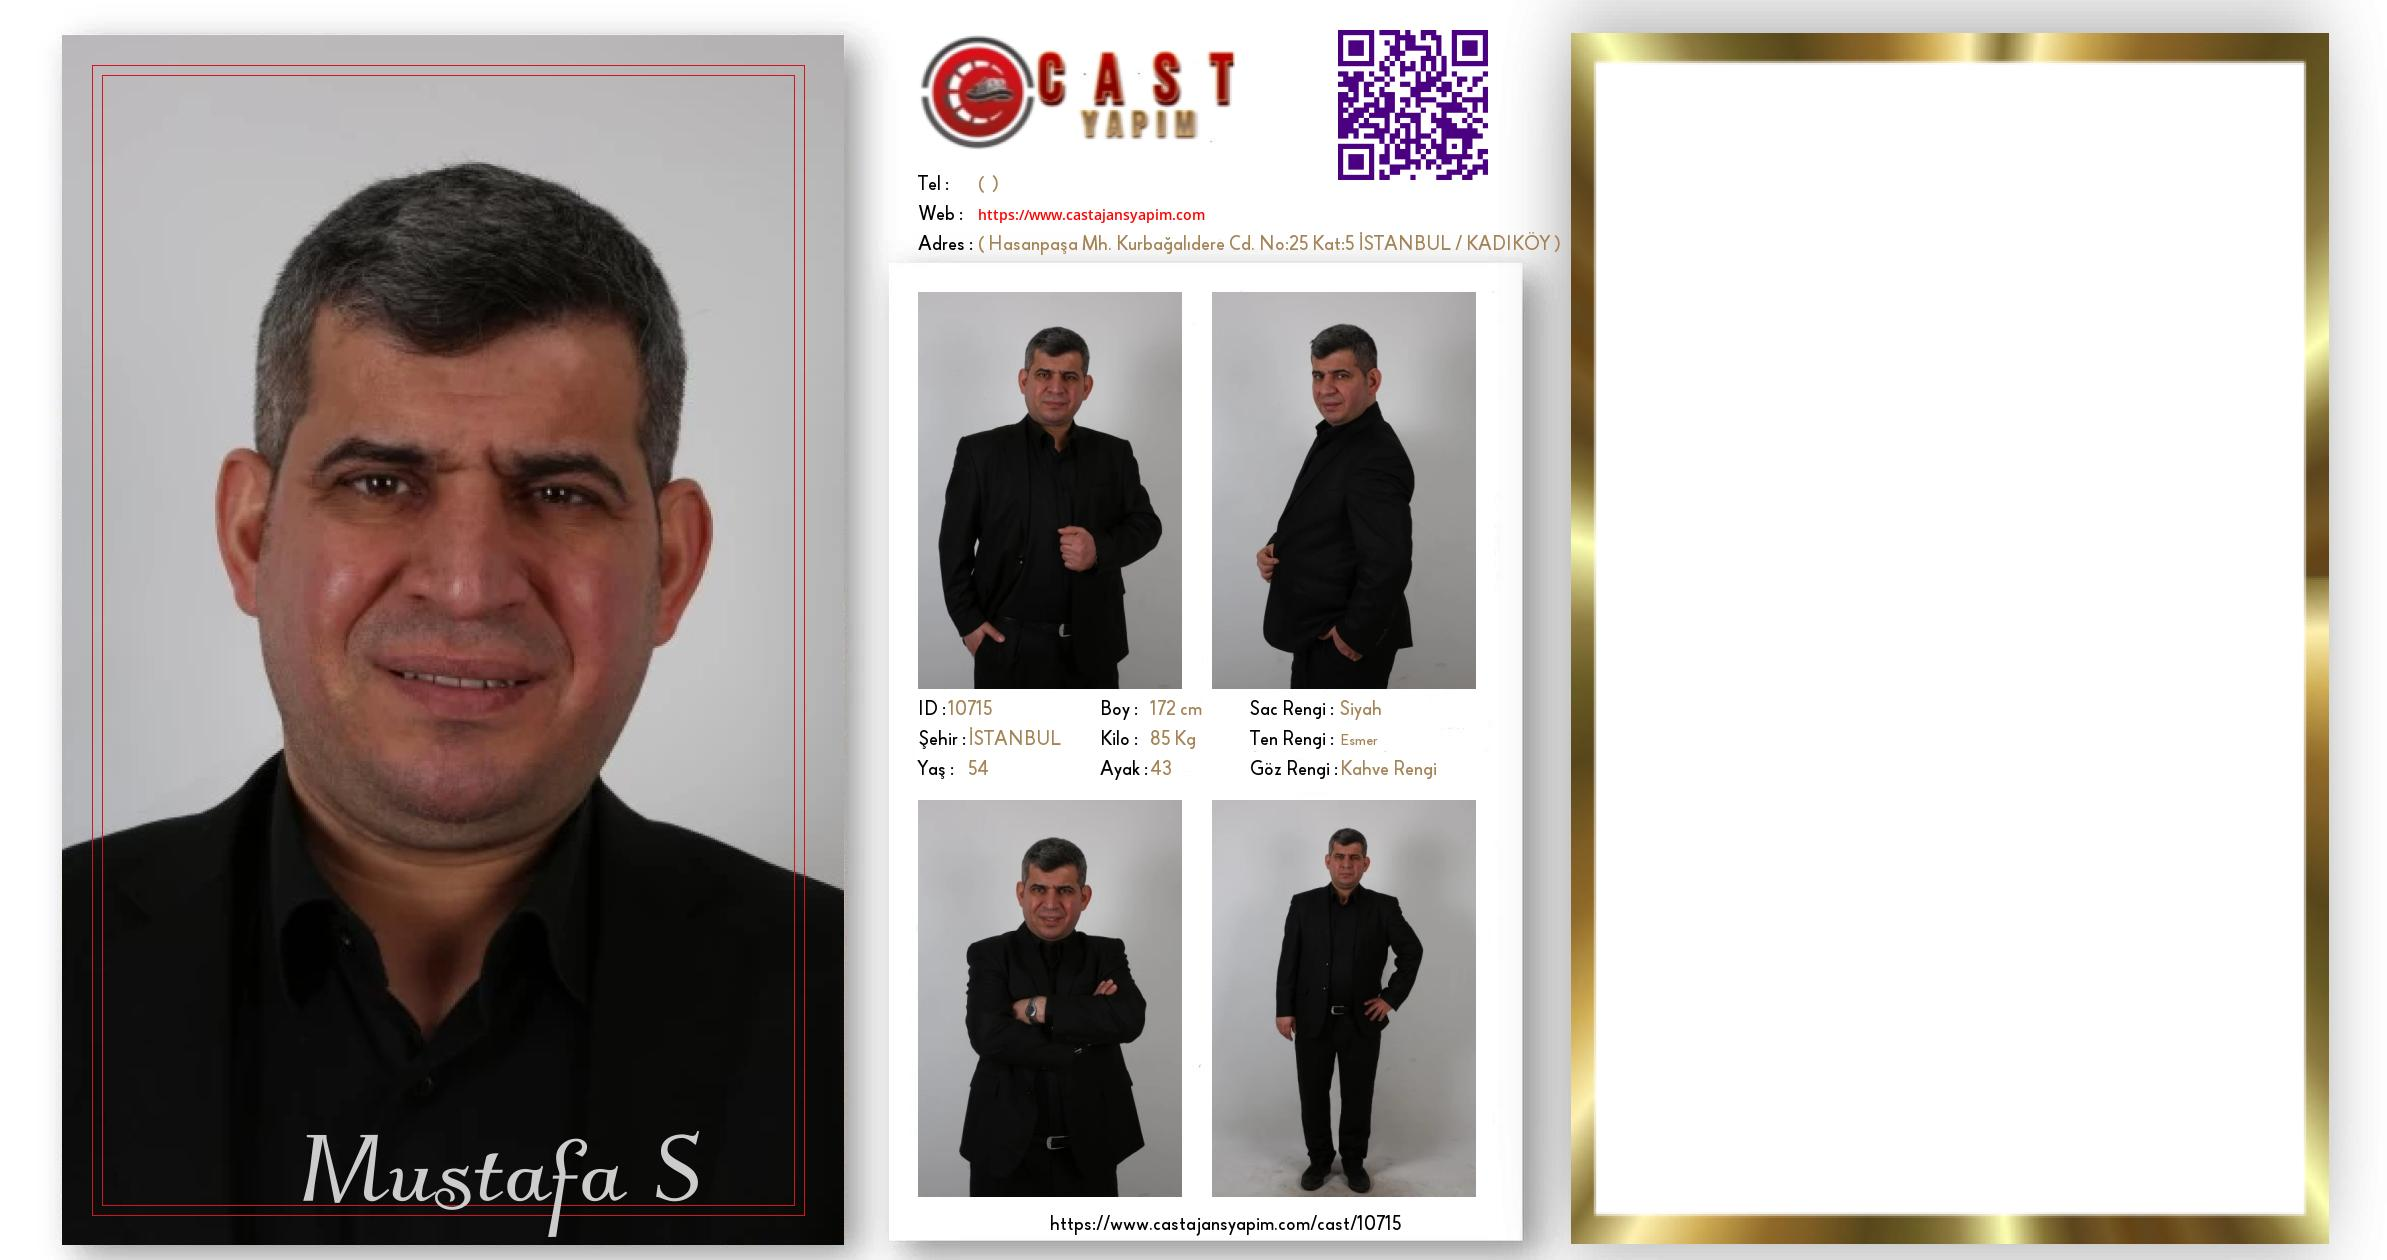 Mustafa S
CAST
YAPIM
Tel : ( )
Web : https://www.castajansyapim.com
Adres : ( Hasanpaşa Mh. Kurbağalıdere Cd. No:25 Kat:5 İSTANBUL / KADIKÖY )
ID : 10715 Boy : 172 cm Sac Rengi : Siyah
Şehir : İSTANBUL Kilo : 85 Kg Ten Rengi : Esmer
Yaş : 54 Ayak : 43 Göz Rengi : Kahve Rengi
https://www.castajansyapim.com/cast/10715